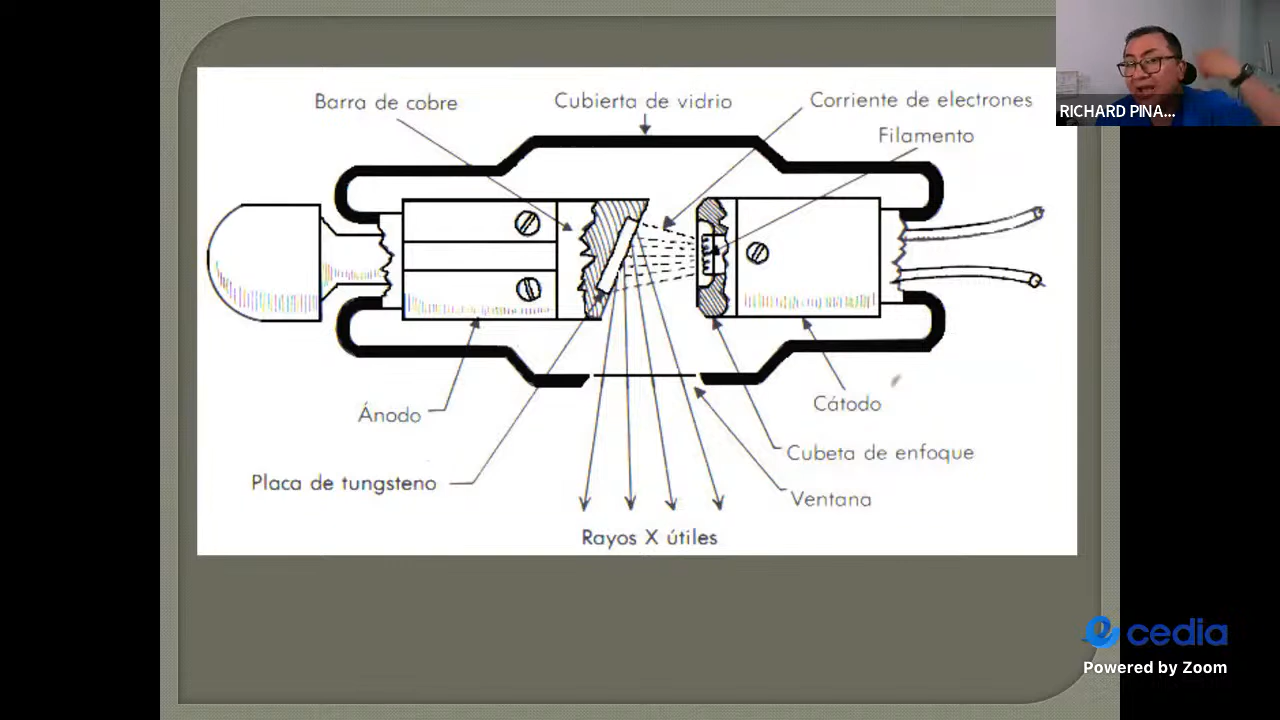 Barra de cobre
Cubierta de vidrio
Corriente de electrones
Filamento
RICHARD PINA...
Ánodo
Cátodo
Cubeta de enfoque
Placa de tungsteno
Ventana
Rayos X útiles
cedia
Powered by Zoom